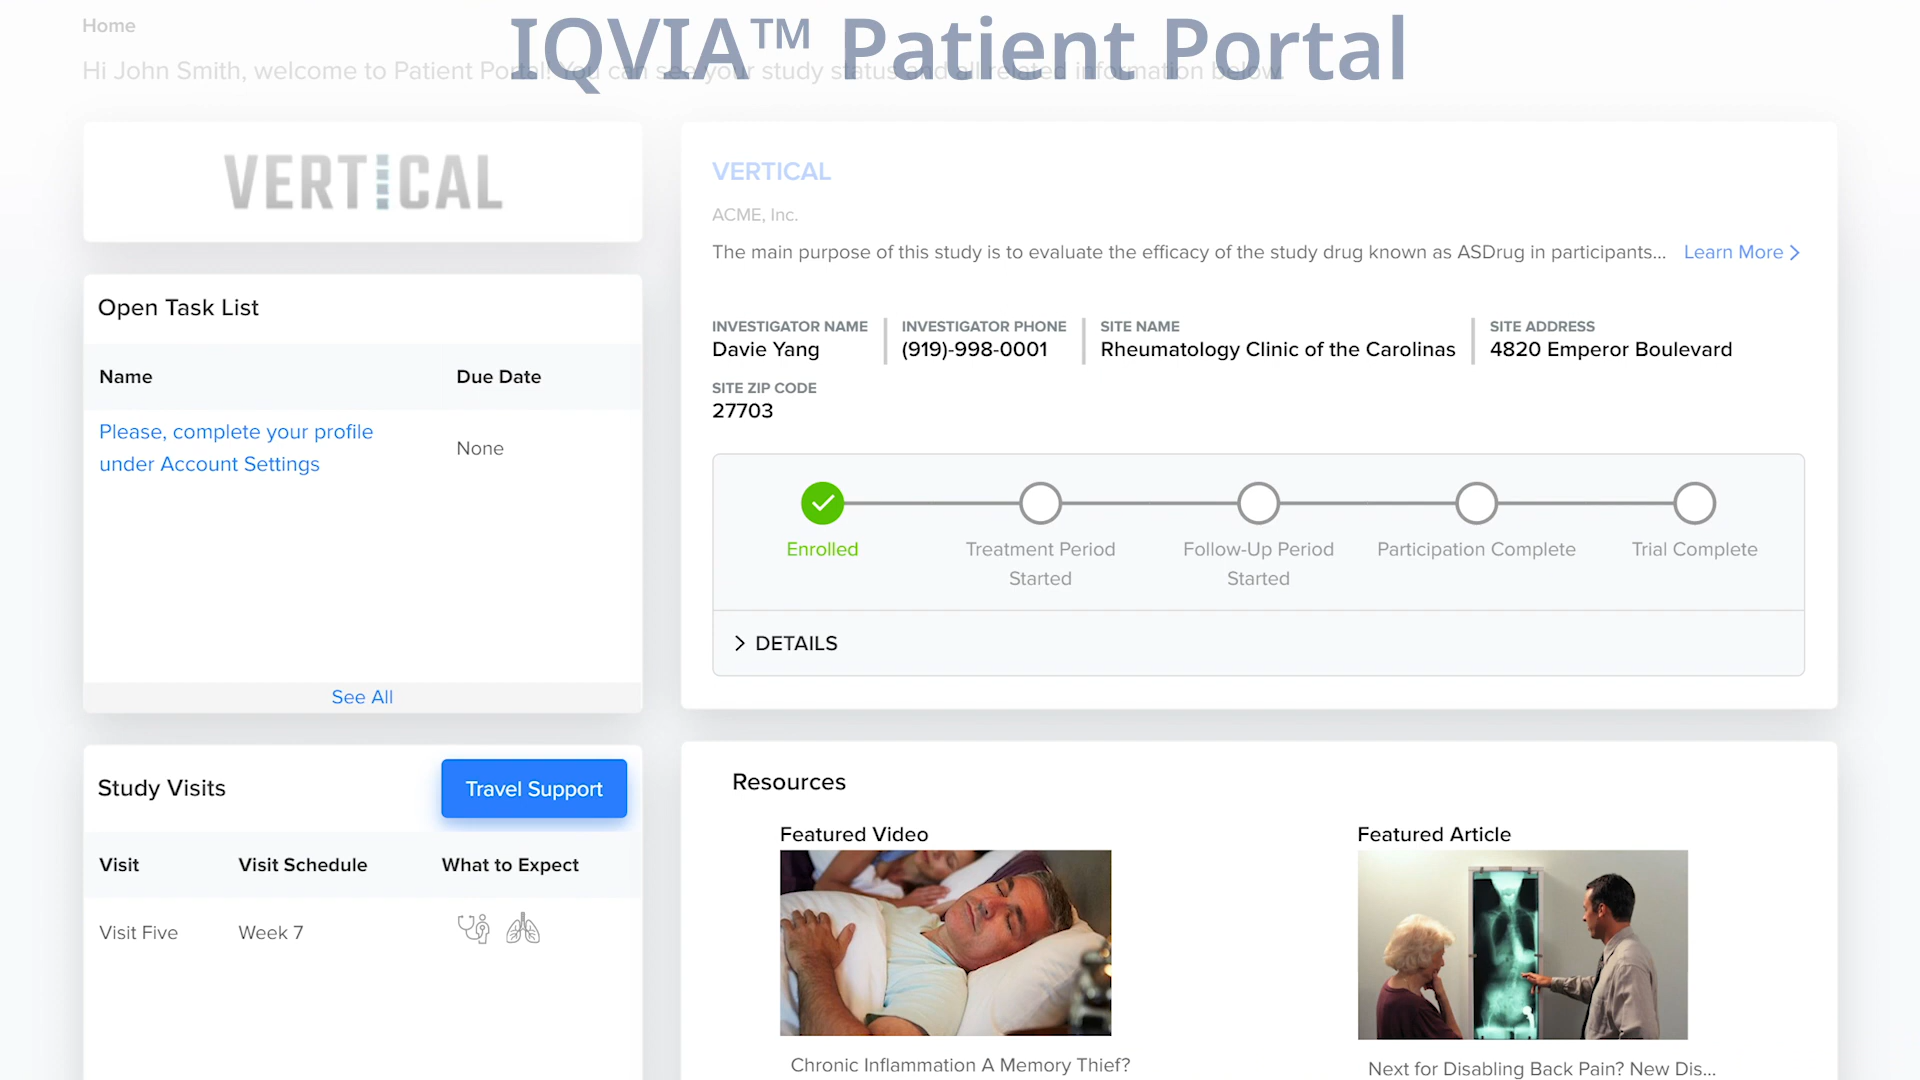 Home
IQVIA™ Patient Portal
Hi John Smith, welcome to Patient Portal! You can see your study status and all related information below.
VERTICAL
Open Task List
Name Due Date
Please, complete your profile
under Account Settings
None
See All
Study Visits
Travel Support
Visit Visit Schedule What to Expect
Visit Five Week 7
VERTICAL
ACME, Inc.
The main purpose of this study is to evaluate the efficacy of the study drug known as ASDrug in participants... Learn More
INVESTIGATOR NAME
Davie Yang
INVESTIGATOR PHONE
(919)-998-0001
SITE NAME
Rheumatology Clinic of the Carolinas
SITE ADDRESS
4820 Emperor Boulevard
SITE ZIP CODE
27703
Enrolled
Treatment Period
Started
Follow-Up Period
Started
Participation Complete
Trial Complete
DETAILS
Resources
Featured Video
Chronic Inflammation A Memory Thief?
Featured Article
Next for Disabling Back Pain? New Dis...